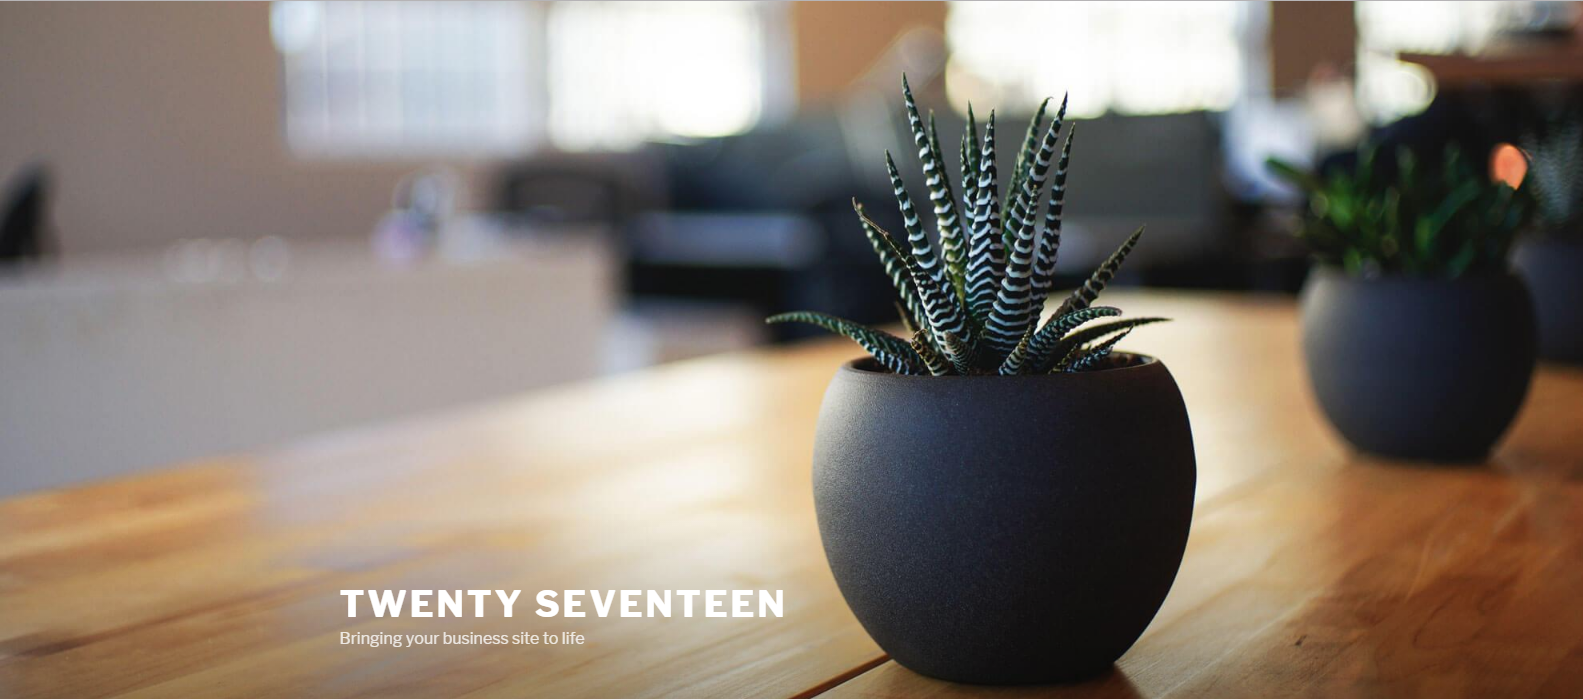 TWENTY SEVENTEEN
Bringing your business site to life